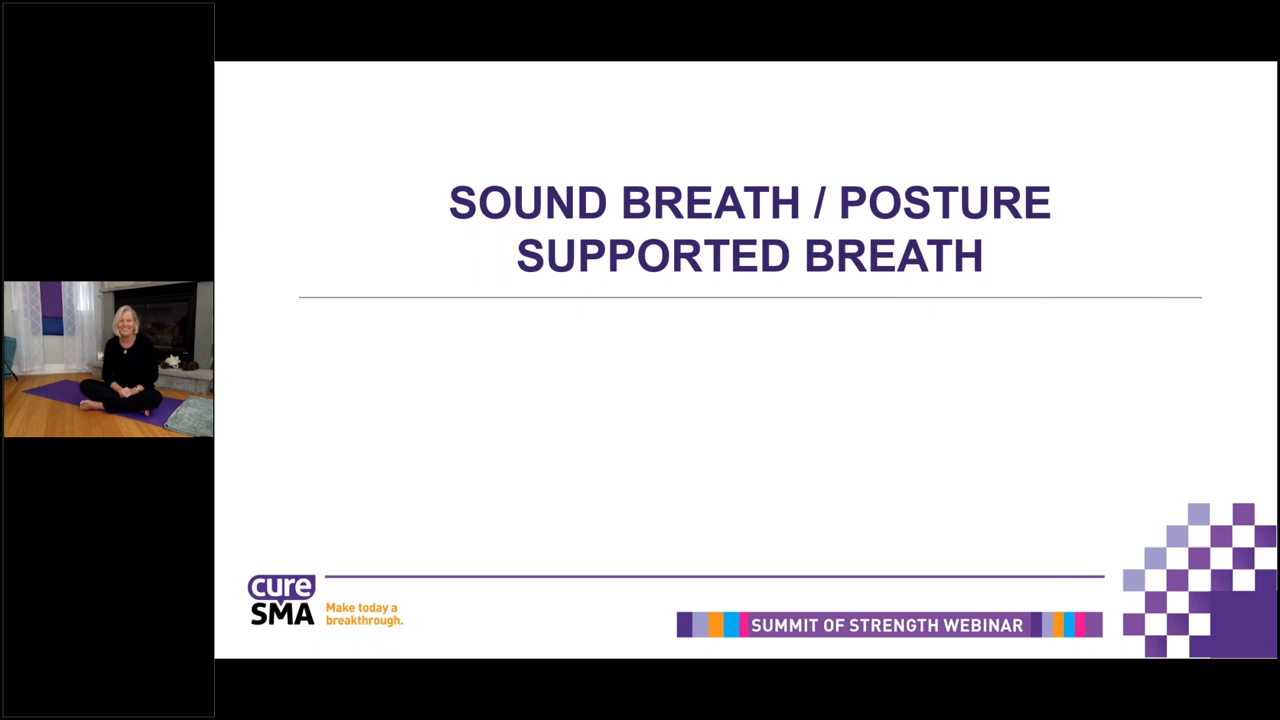 SOUND BREATH / POSTURE
SUPPORTED BREATH
cure
SMA
Make today a
breakthrough.
SUMMIT OF STRENGTH WEBINAR